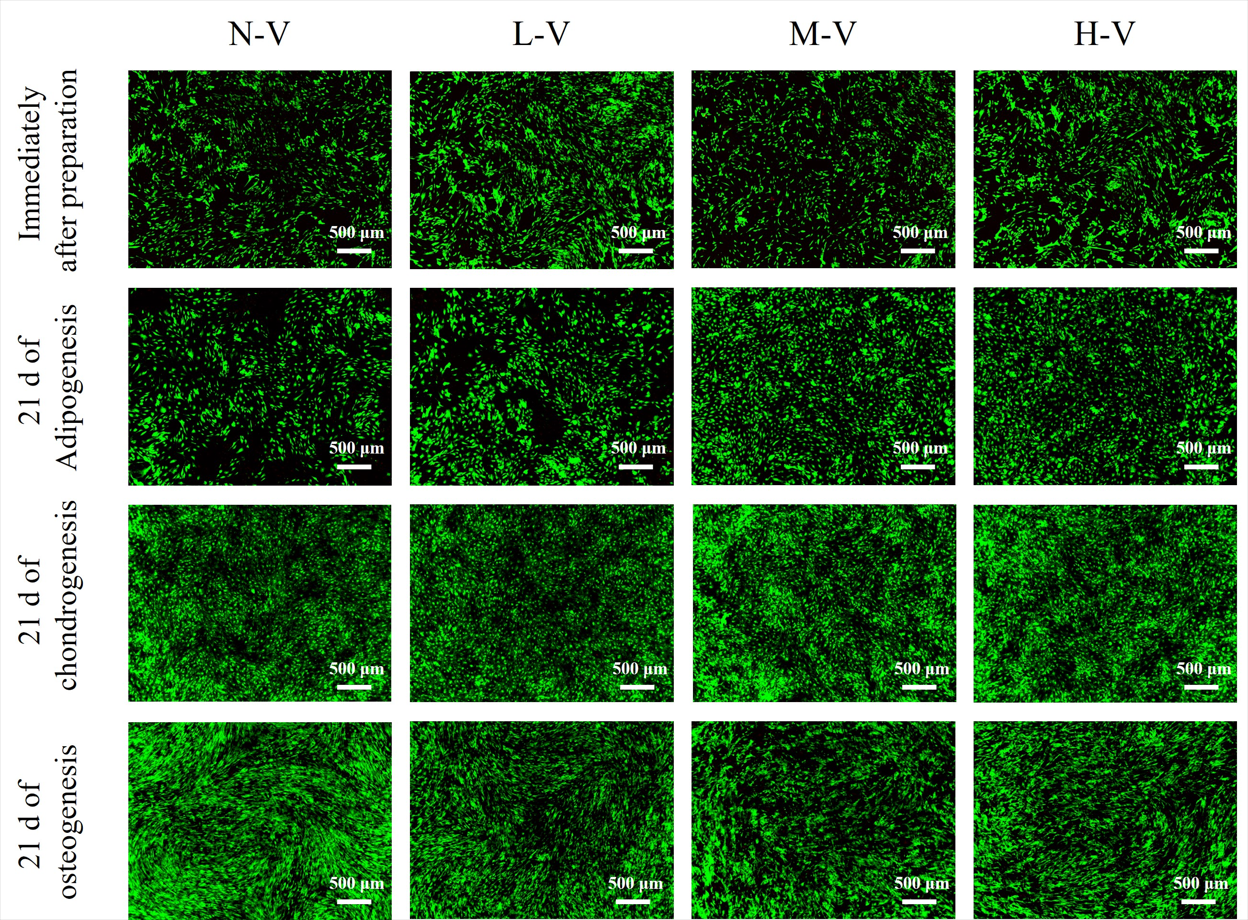 N-V L-V M-V H-V
Immediately
after preparation
500 µm 500 µm 500 µm 500 µm
21 d of
Adipogenesis
500 µm 500 µm 500 µm 500 µm
21 d of
chondrogenesis
500 µm 500 µm 500 µm 500 µm
21 d of
osteogenesis
500 µm 500 µm 500 µm 500 µm